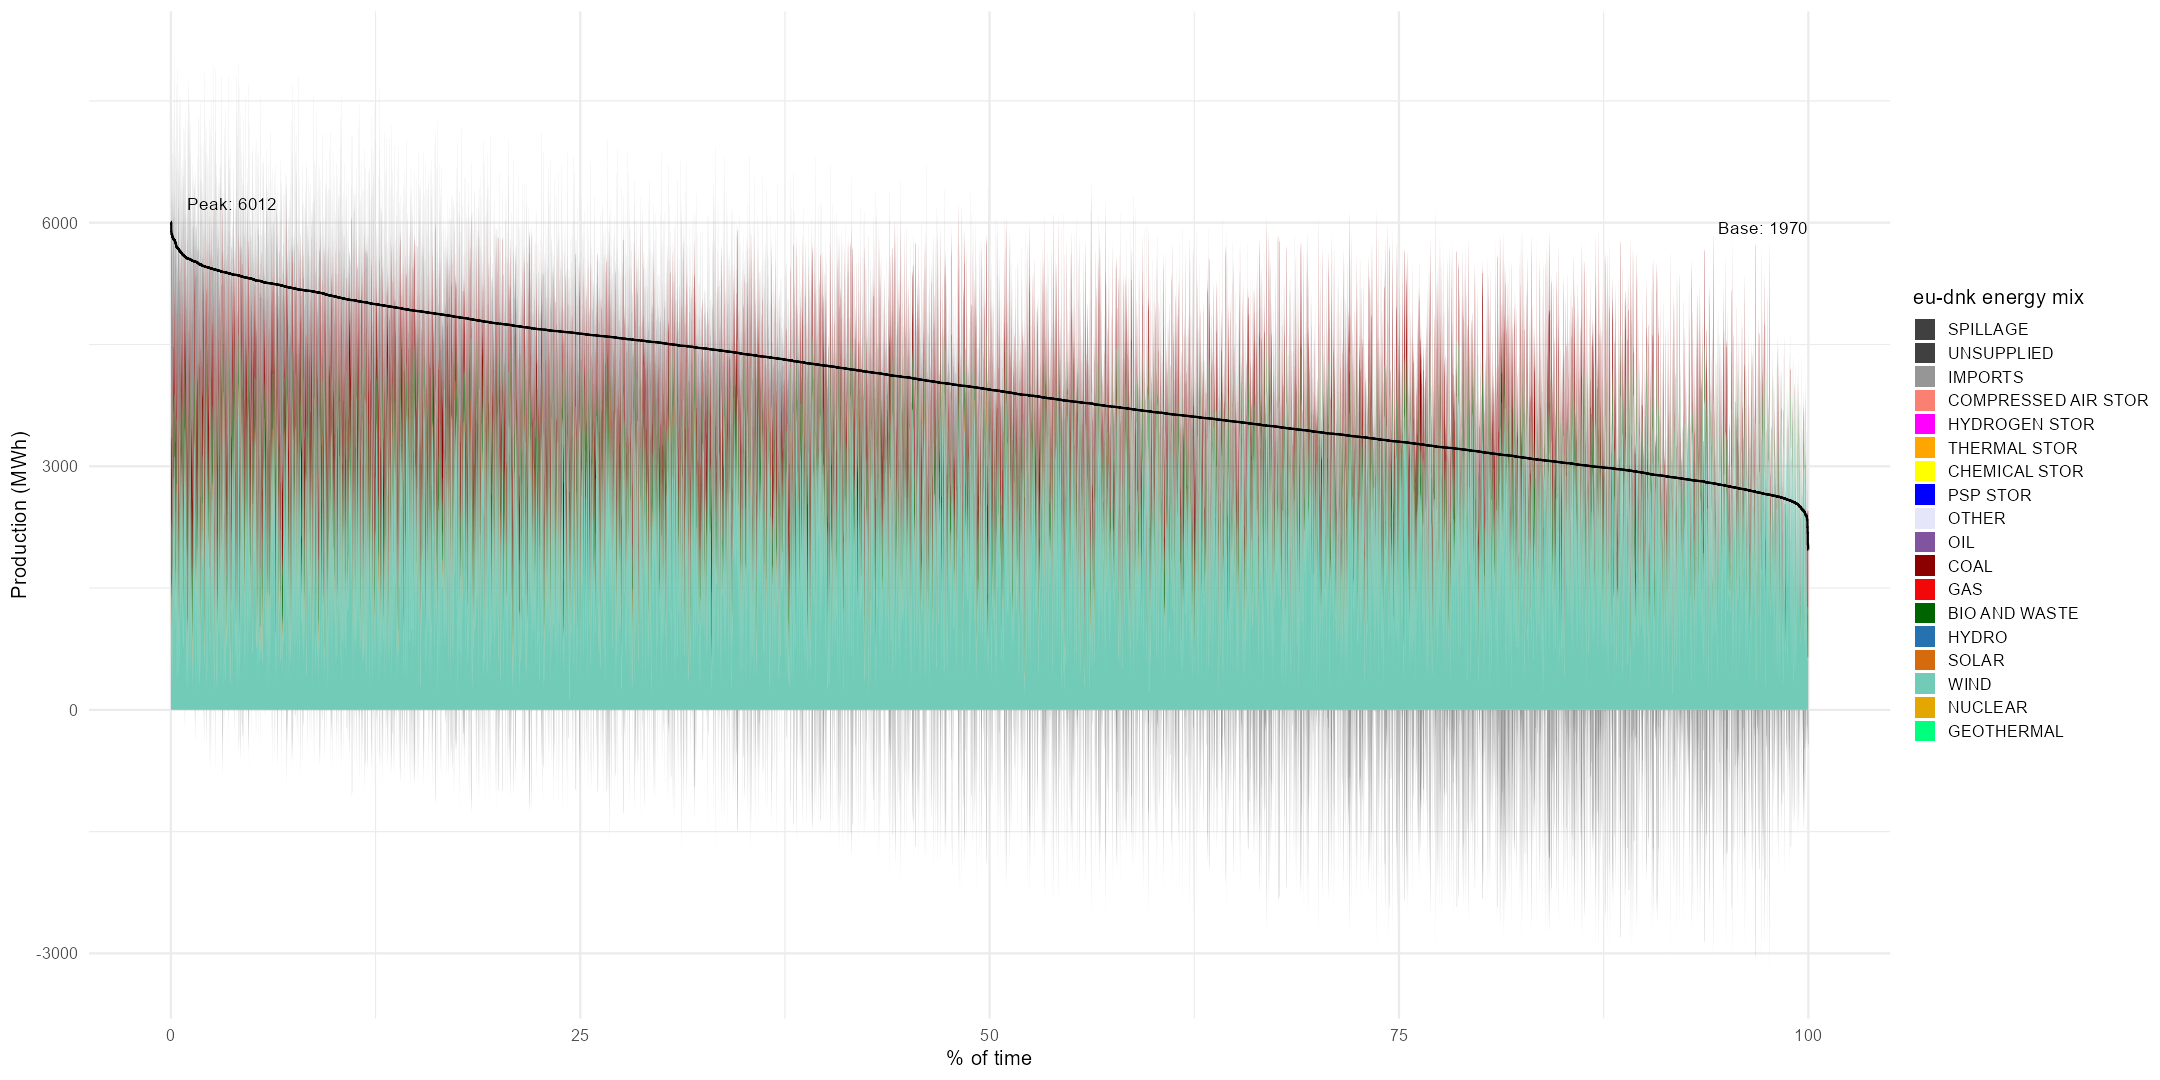 Peak: 6012
Base: 1970
6000
3000
0
-3000
Production (MWh)
0
25
50
75
100
% of time
eu-dnk energy mix
SPILLAGE
UNSUPPLIED
IMPORTS
COMPRESSED AIR STOR
HYDROGEN STOR
THERMAL STOR
CHEMICAL STOR
PSP STOR
OTHER
OIL
COAL
GAS
BIO AND WASTE
HYDRO
SOLAR
WIND
NUCLEAR
GEOTHERMAL